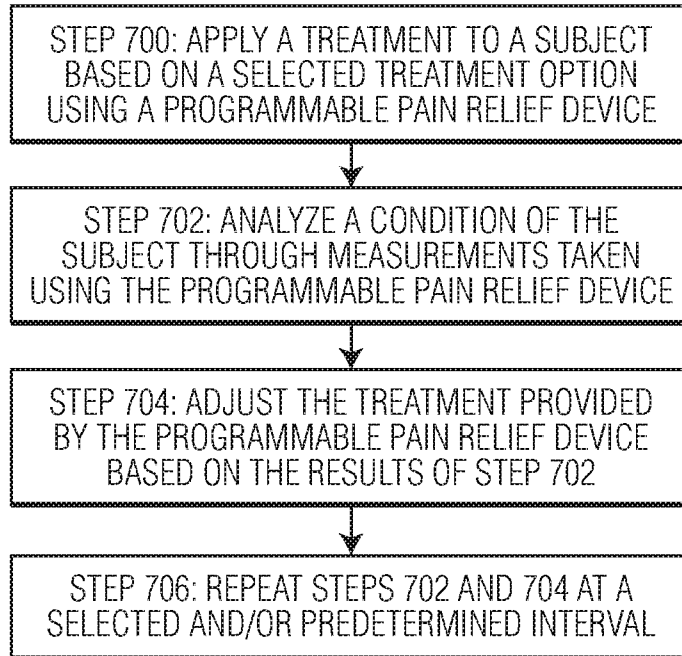 STEP 700: APPLY A TREATMENT TO A SUBJECT
BASED ON A SELECTED TREATMENT OPTION
USING A PROGRAMMABLE PAIN RELIEF DEVICE
STEP 702: ANALYZE A CONDITION OF THE
SUBJECT THROUGH MEASUREMENTS TAKEN
USING THE PROGRAMMABLE PAIN RELIEF DEVICE
STEP 704: ADJUST THE TREATMENT PROVIDED
BY THE PROGRAMMABLE PAIN RELIEF DEVICE
BASED ON THE RESULTS OF STEP 702
STEP 706: REPEAT STEPS 702 AND 704 AT A
SELECTED AND/OR PREDETERMINED INTERVAL